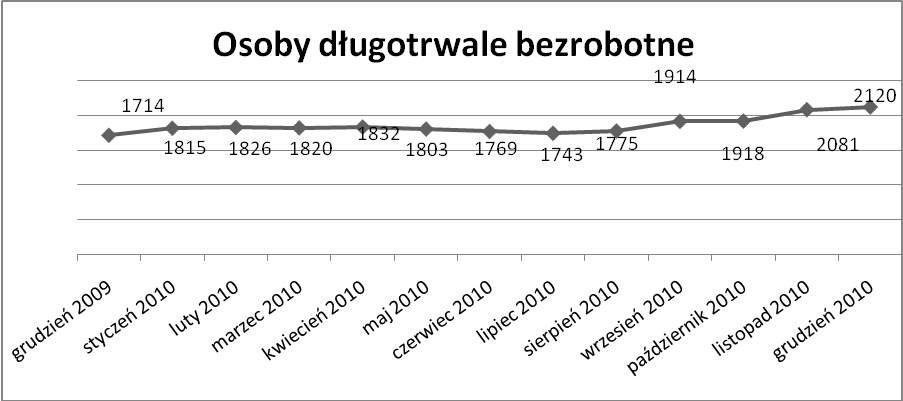 Osoby długotrwale bezrobotne
1714
1815
1826
1820
1832
1803
1769
1743
1775
1914
1918
2081
2120
grudzień 2009
styczeń 2010
luty 2010
marzec 2010
kwiecień 2010
maj 2010
czerwiec 2010
lipiec 2010
sierpień 2010
wrzesień 2010
październik 2010
listopad 2010
grudzień 2010